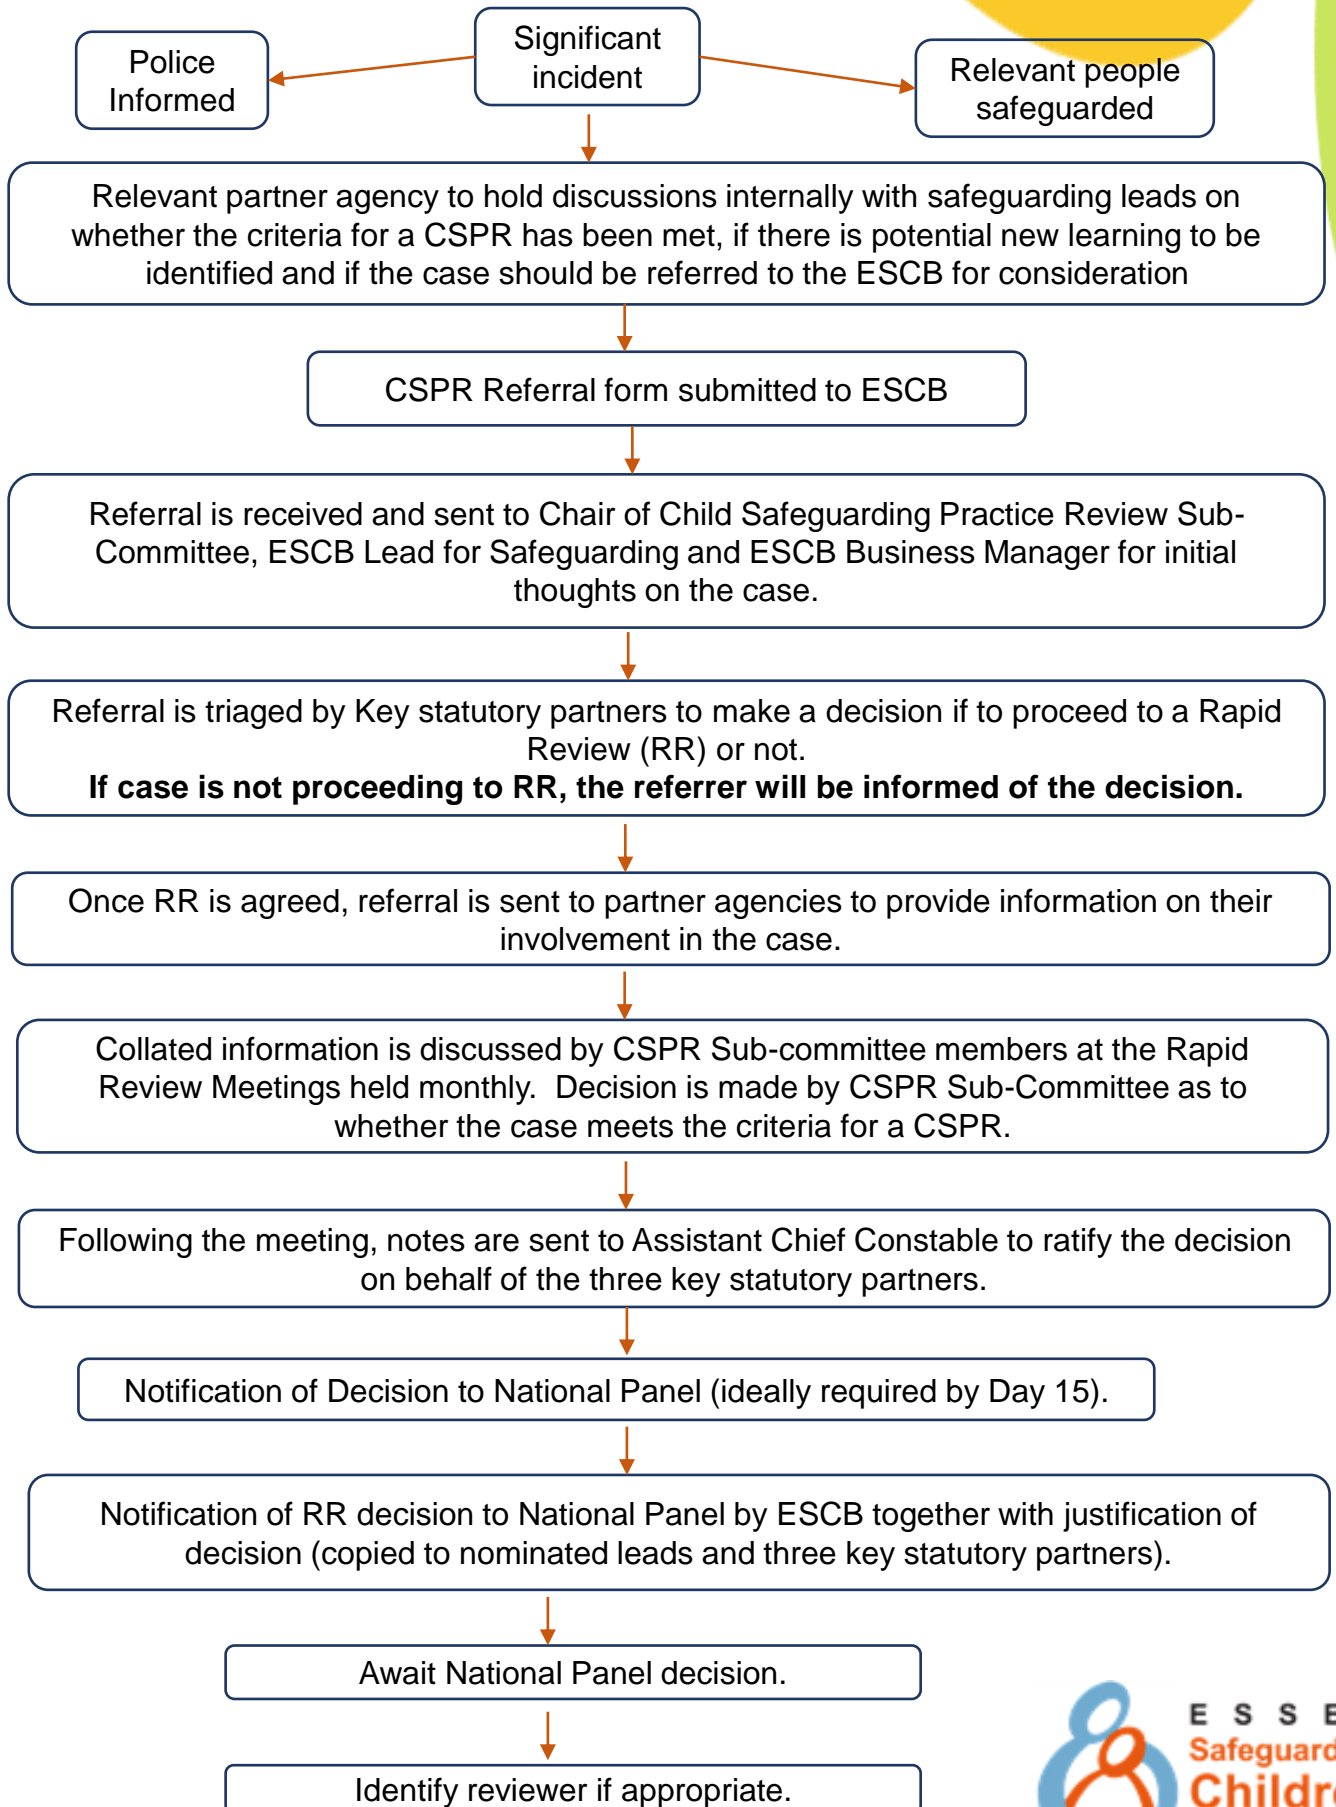 Significant
incident
Police
Informed
Relevant people
safeguarded
Relevant partner agency to hold discussions internally with safeguarding leads on
whether the criteria for a CSPR has been met, if there is potential new learning to be
identified and if the case should be referred to the ESCB for consideration
CSPR Referral form submitted to ESCB
Referral is received and sent to Chair of Child Safeguarding Practice Review Sub-
Committee, ESCB Lead for Safeguarding and ESCB Business Manager for initial
thoughts on the case.
Referral is triaged by Key statutory partners to make a decision if to proceed to a Rapid
Review (RR) or not.
If case is not proceeding to RR, the referrer will be informed of the decision.
Once RR is agreed, referral is sent to partner agencies to provide information on their
involvement in the case.
Collated information is discussed by CSPR Sub-committee members at the Rapid
Review Meetings held monthly.  Decision is made by CSPR Sub-Committee as to
whether the case meets the criteria for a CSPR.
Following the meeting, notes are sent to Assistant Chief Constable to ratify the decision
on behalf of the three key statutory partners.
Notification of Decision to National Panel (ideally required by Day 15).
Notification of RR decision to National Panel by ESCB together with justification of
decision (copied to nominated leads and three key statutory partners).
Await National Panel decision.
Identify reviewer if appropriate.
E S S E
Safeguard
Childre